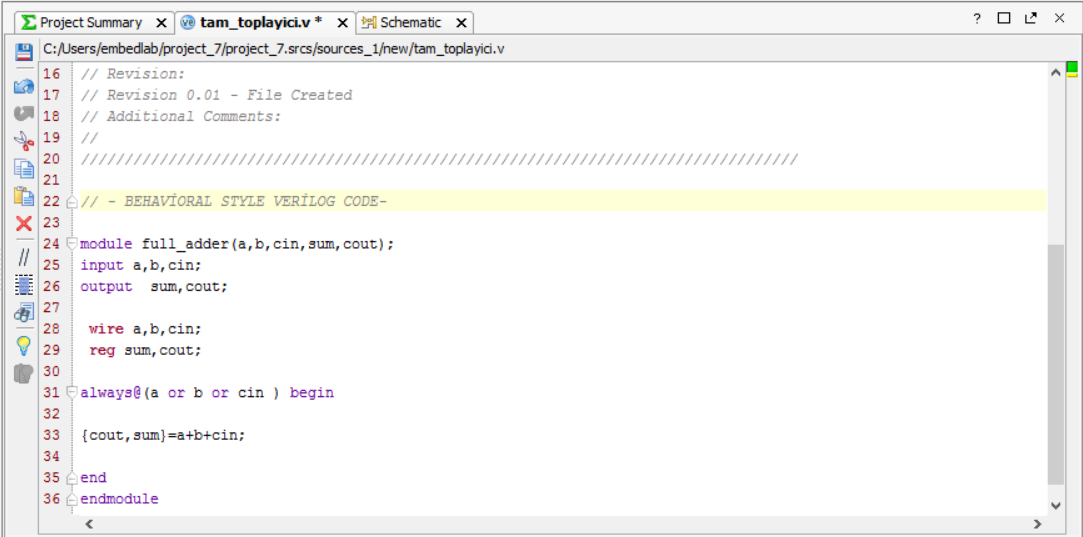 Project Summary × tam_toplayici.v * × Schematic × ? □ ×
C:/Users/embedlab/project_7/project_7.srcs/sources_1/new/tam_toplayici.v
16 // Revision:
17 // Revision 0.01 - File Created
18 // Additional Comments:
19 //
20 //////////////////////////////////////////////////////////////////////////////////
21
22 // - BEHAVİORAL STYLE VERİLOG CODE-
23
24 module full_adder(a,b,cin,sum,cout);
25 input a,b,cin;
26 output  sum,cout;
27
28  wire a,b,cin;
29  reg sum,cout;
30
31 always@(a or b or cin ) begin
32
33 {cout,sum}=a+b+cin;
34
35 end
36 endmodule